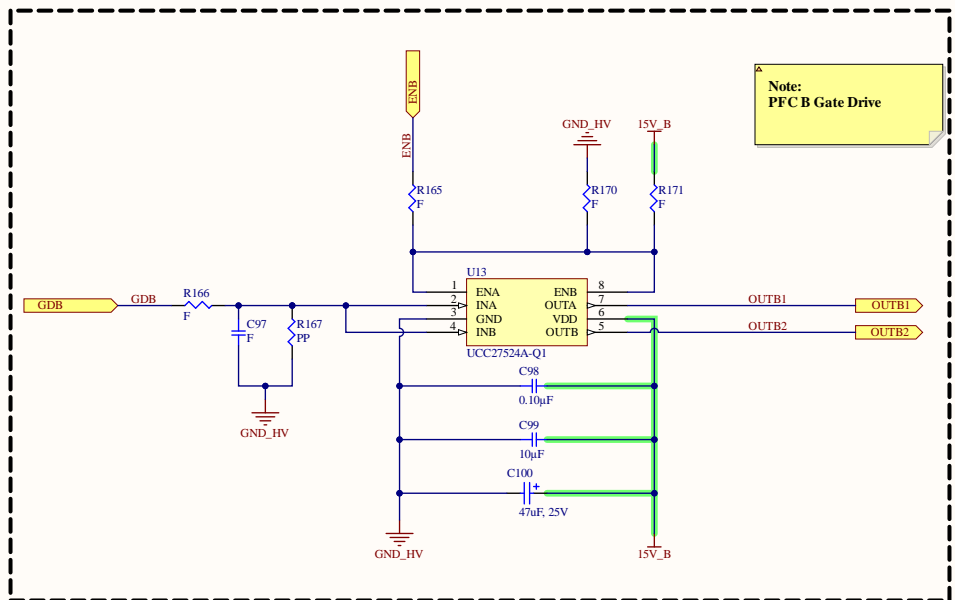 Note:
PFC B Gate Drive
ENB
ENB
GND_HV
15V_B
R165
F
R170
F
R171
F
U13
1
ENA
ENB
8
GDB
GDB
R166
F
2
INA
OUTA
7
OUTB1
OUTB1
3
GND
VDD
6
4
INB
OUTB
5
OUTB2
OUTB2
C97
F
R167
PP
UCC27524A-Q1
GND_HV
C98
0.10µF
C99
10µF
C100
+
47uF, 25V
GND_HV
15V_B